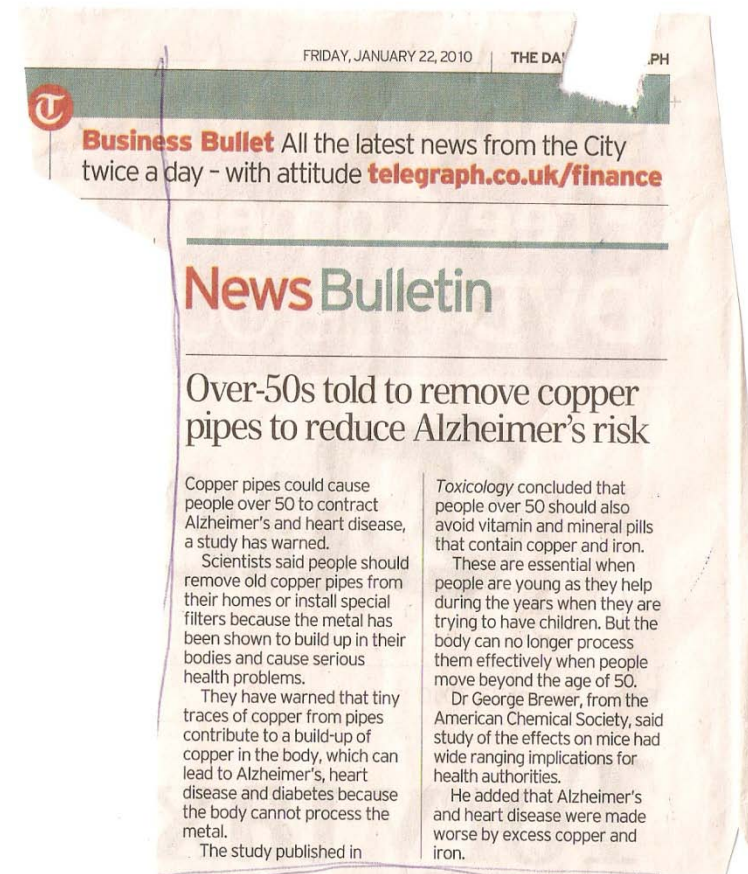 FRIDAY, JANUARY 22, 2010 | THE DA PH
T
Business Bullet All the latest news from the City
twice a day – with attitude telegraph.co.uk/finance
News Bulletin
Over-50s told to remove copper
pipes to reduce Alzheimer's risk
Copper pipes could cause
people over 50 to contract
Alzheimer's and heart disease,
a study has warned.
Scientists said people should
remove old copper pipes from
their homes or install special
filters because the metal has
been shown to build up in their
bodies and cause serious
health problems.
They have warned that tiny
traces of copper from pipes
contribute to a build-up of
copper in the body, which can
lead to Alzheimer's, heart
disease and diabetes because
the body cannot process the
metal.
The study published in
Toxicology concluded that
people over 50 should also
avoid vitamin and mineral pills
that contain copper and iron.
These are essential when
people are young as they help
during the years when they are
trying to have children. But the
body can no longer process
them effectively when people
move beyond the age of 50.
Dr George Brewer, from the
American Chemical Society, said
study of the effects on mice had
wide ranging implications for
health authorities.
He added that Alzheimer's
and heart disease were made
worse by excess copper and
iron.